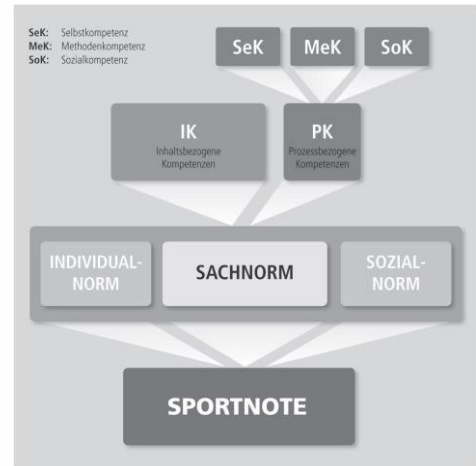 SeK: Selbstkompetenz
MeK: Methodenkompetenz
SoK: Sozialkompetenz
SeK MeK SoK
IK
Inhaltsbezogene
Kompetenzen
PK
Prozessbezogene
Kompetenzen
INDIVIDUAL-
NORM
SACHNORM
SOZIAL-
NORM
SPORTNOTE